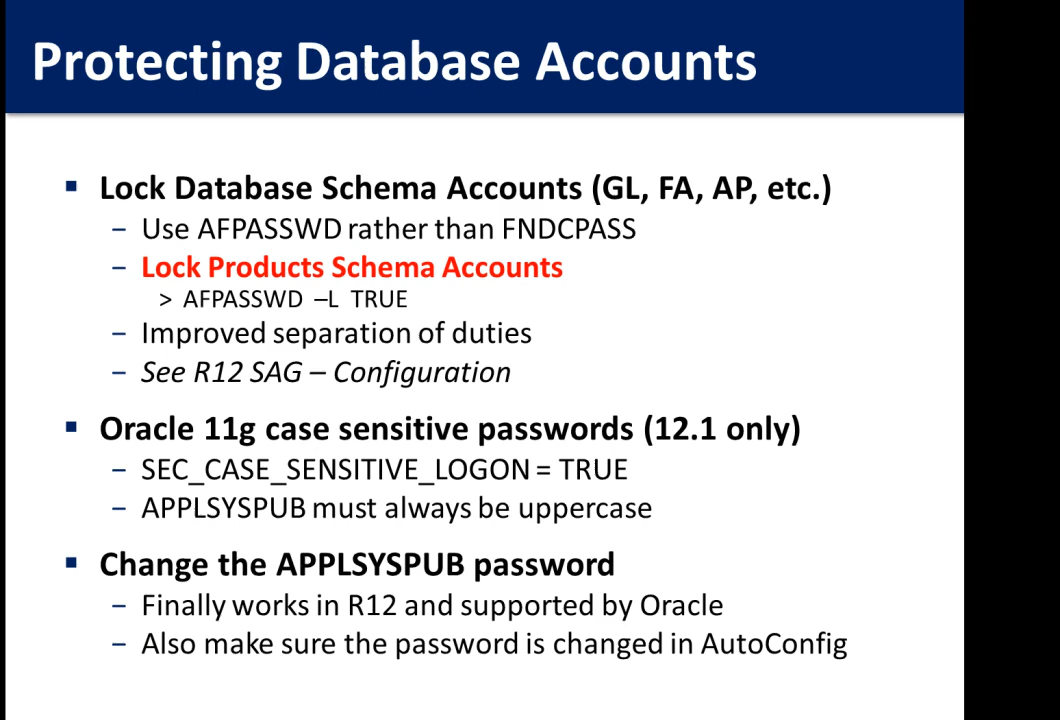 Protecting Database Accounts
▪ Lock Database Schema Accounts (GL, FA, AP, etc.)
– Use AFPASSWD rather than FNDCPASS
– Lock Products Schema Accounts
> AFPASSWD –L TRUE
– Improved separation of duties
– See R12 SAG – Configuration
▪ Oracle 11g case sensitive passwords (12.1 only)
– SEC_CASE_SENSITIVE_LOGON = TRUE
– APPLSYSPUB must always be uppercase
▪ Change the APPLSYSPUB password
– Finally works in R12 and supported by Oracle
– Also make sure the password is changed in AutoConfig